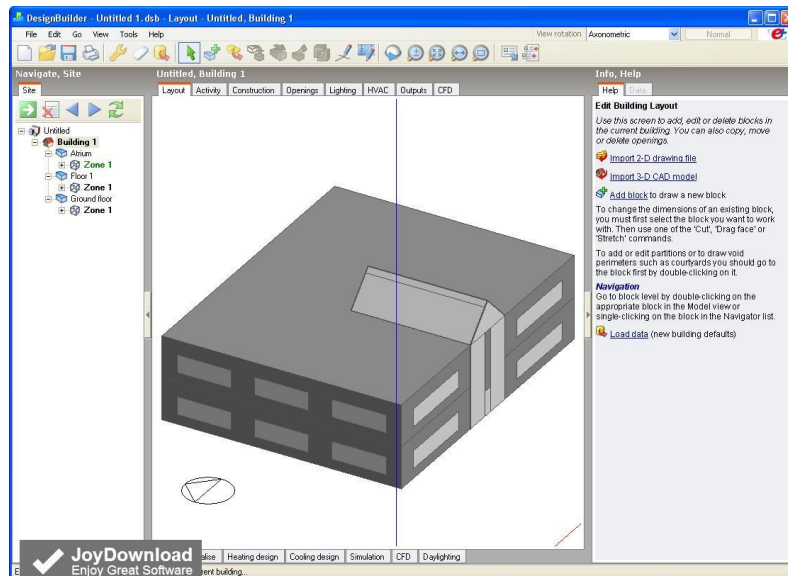 DesignBuilder - Untitled 1.dsb - Layout - Untitled, Building 1
File Edit Go View Tools Help
View rotation Axonometric Normal
Navigate, Site
Site
Untitled
Building 1
Atrium
Zone 1
Floor 1
Zone 1
Ground floor
Zone 1
Untitled, Building 1
Layout Activity Construction Openings Lighting HVAC Outputs CFD
Info, Help
Help Data
Edit Building Layout
Use this screen to add, edit or delete blocks in
the current building. You can also copy, move
or delete openings.
Import 2-D drawing file
Import 3-D CAD model
Add block to draw a new block
To change the dimensions of an existing block,
you must first select the block you want to work
with. Then use one of the 'Cut', 'Drag face' or
'Stretch' commands.
To add or edit partitions or to draw void
perimeters such as courtyards you should go to
the block first by double-clicking on it.
Navigation
Go to block level by double-clicking on the
appropriate block in the Model view or
single-clicking on the block in the Navigator list.
Load data (new building defaults)
Heating design Cooling design Simulation CFD Daylighting
JoyDownload
Enjoy Great Software
building...